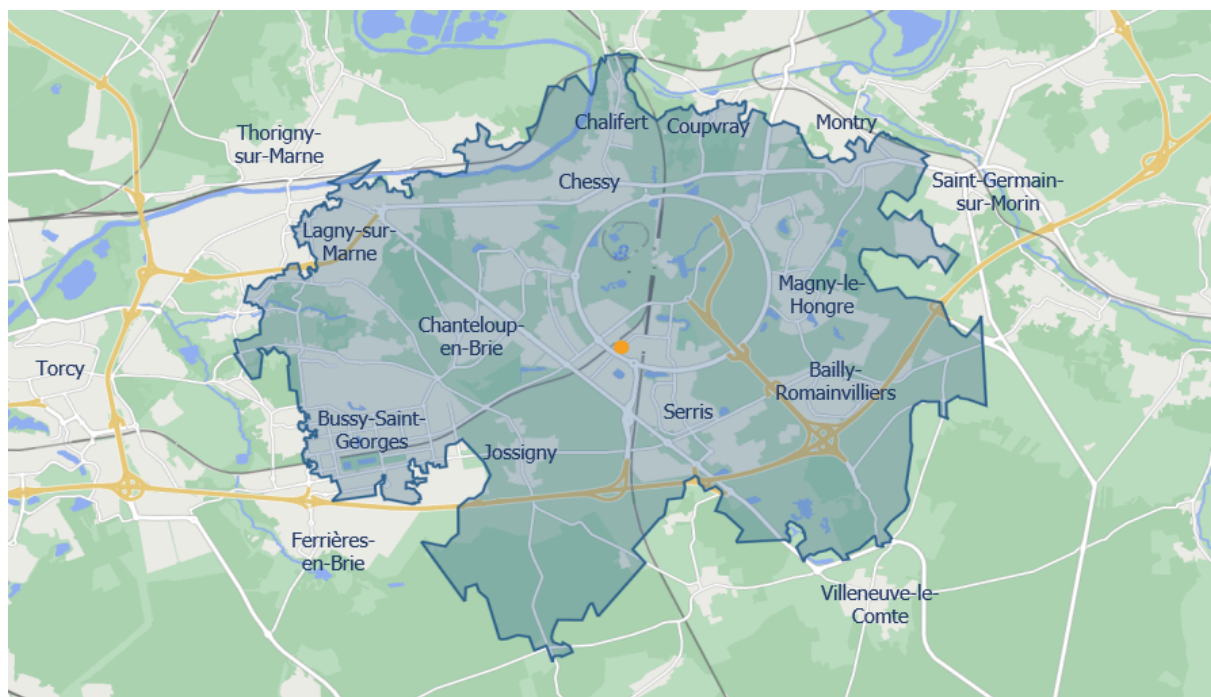 Chalifert
Coupvray
Montry
Thorigny-
sur-Marne
Chessy
Saint-Germain-
sur-Morin
Lagny-sur-
Marne
Magny-le-
Hongre
Chanteloup-
en-Brie
Torcy
Bailly-
Romainvilliers
Serris
Bussy-Saint-
Georges
Jossigny
Ferrières-
en-Brie
Villeneuve-le-
Comte